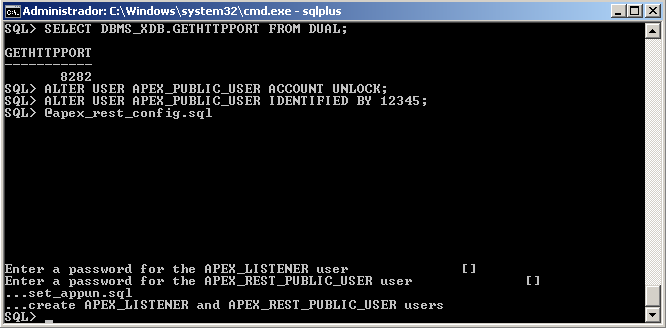 Administrador: C:\Windows\system32\cmd.exe - sqlplus
SQL> SELECT DBMS_XDB.GETHTTPPORT FROM DUAL;
GETHTTPPORT
-----------
8282
SQL> ALTER USER APEX_PUBLIC_USER ACCOUNT UNLOCK;
SQL> ALTER USER APEX_PUBLIC_USER IDENTIFIED BY 12345;
SQL> @apex_rest_config.sql
Enter a password for the APEX_LISTENER user []
Enter a password for the APEX_REST_PUBLIC_USER user []
...set_appun.sql
...create APEX_LISTENER and APEX_REST_PUBLIC_USER users
SQL> _